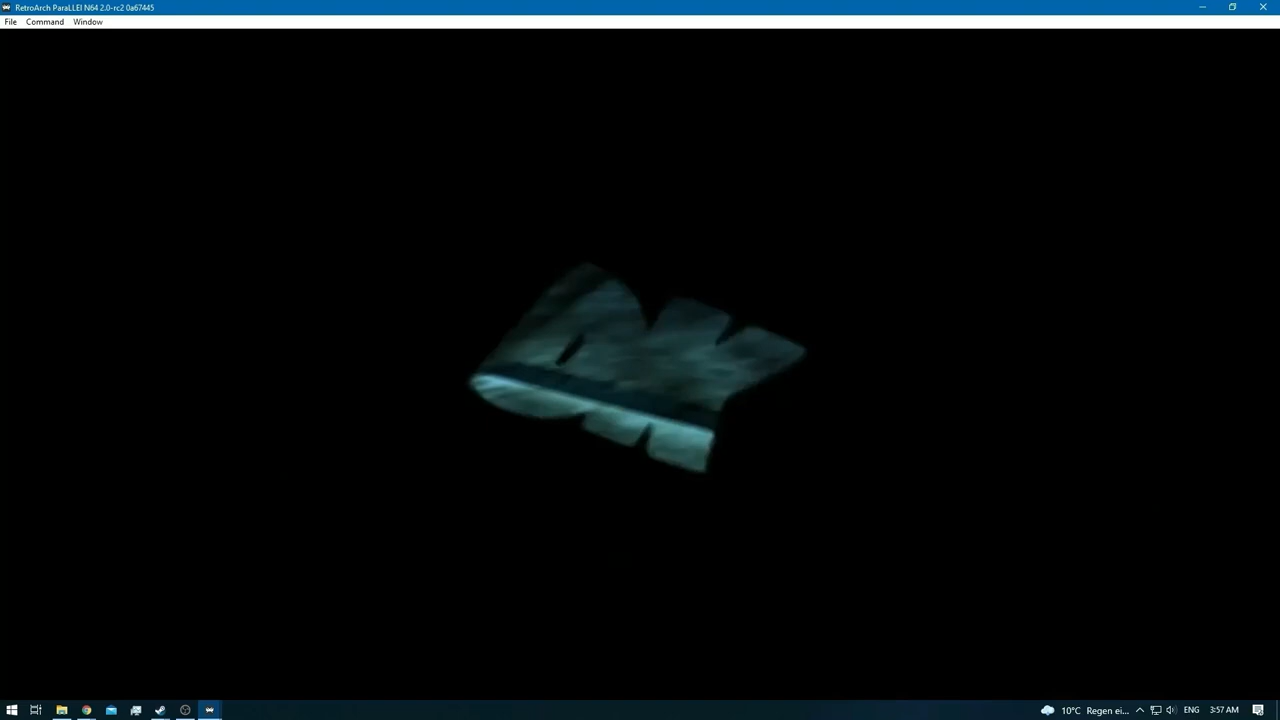 RetroArch ParaLLEl N64 2.0-rc2 0a67445
File Command Window
10°C Regen ei... ENG 3:57 AM